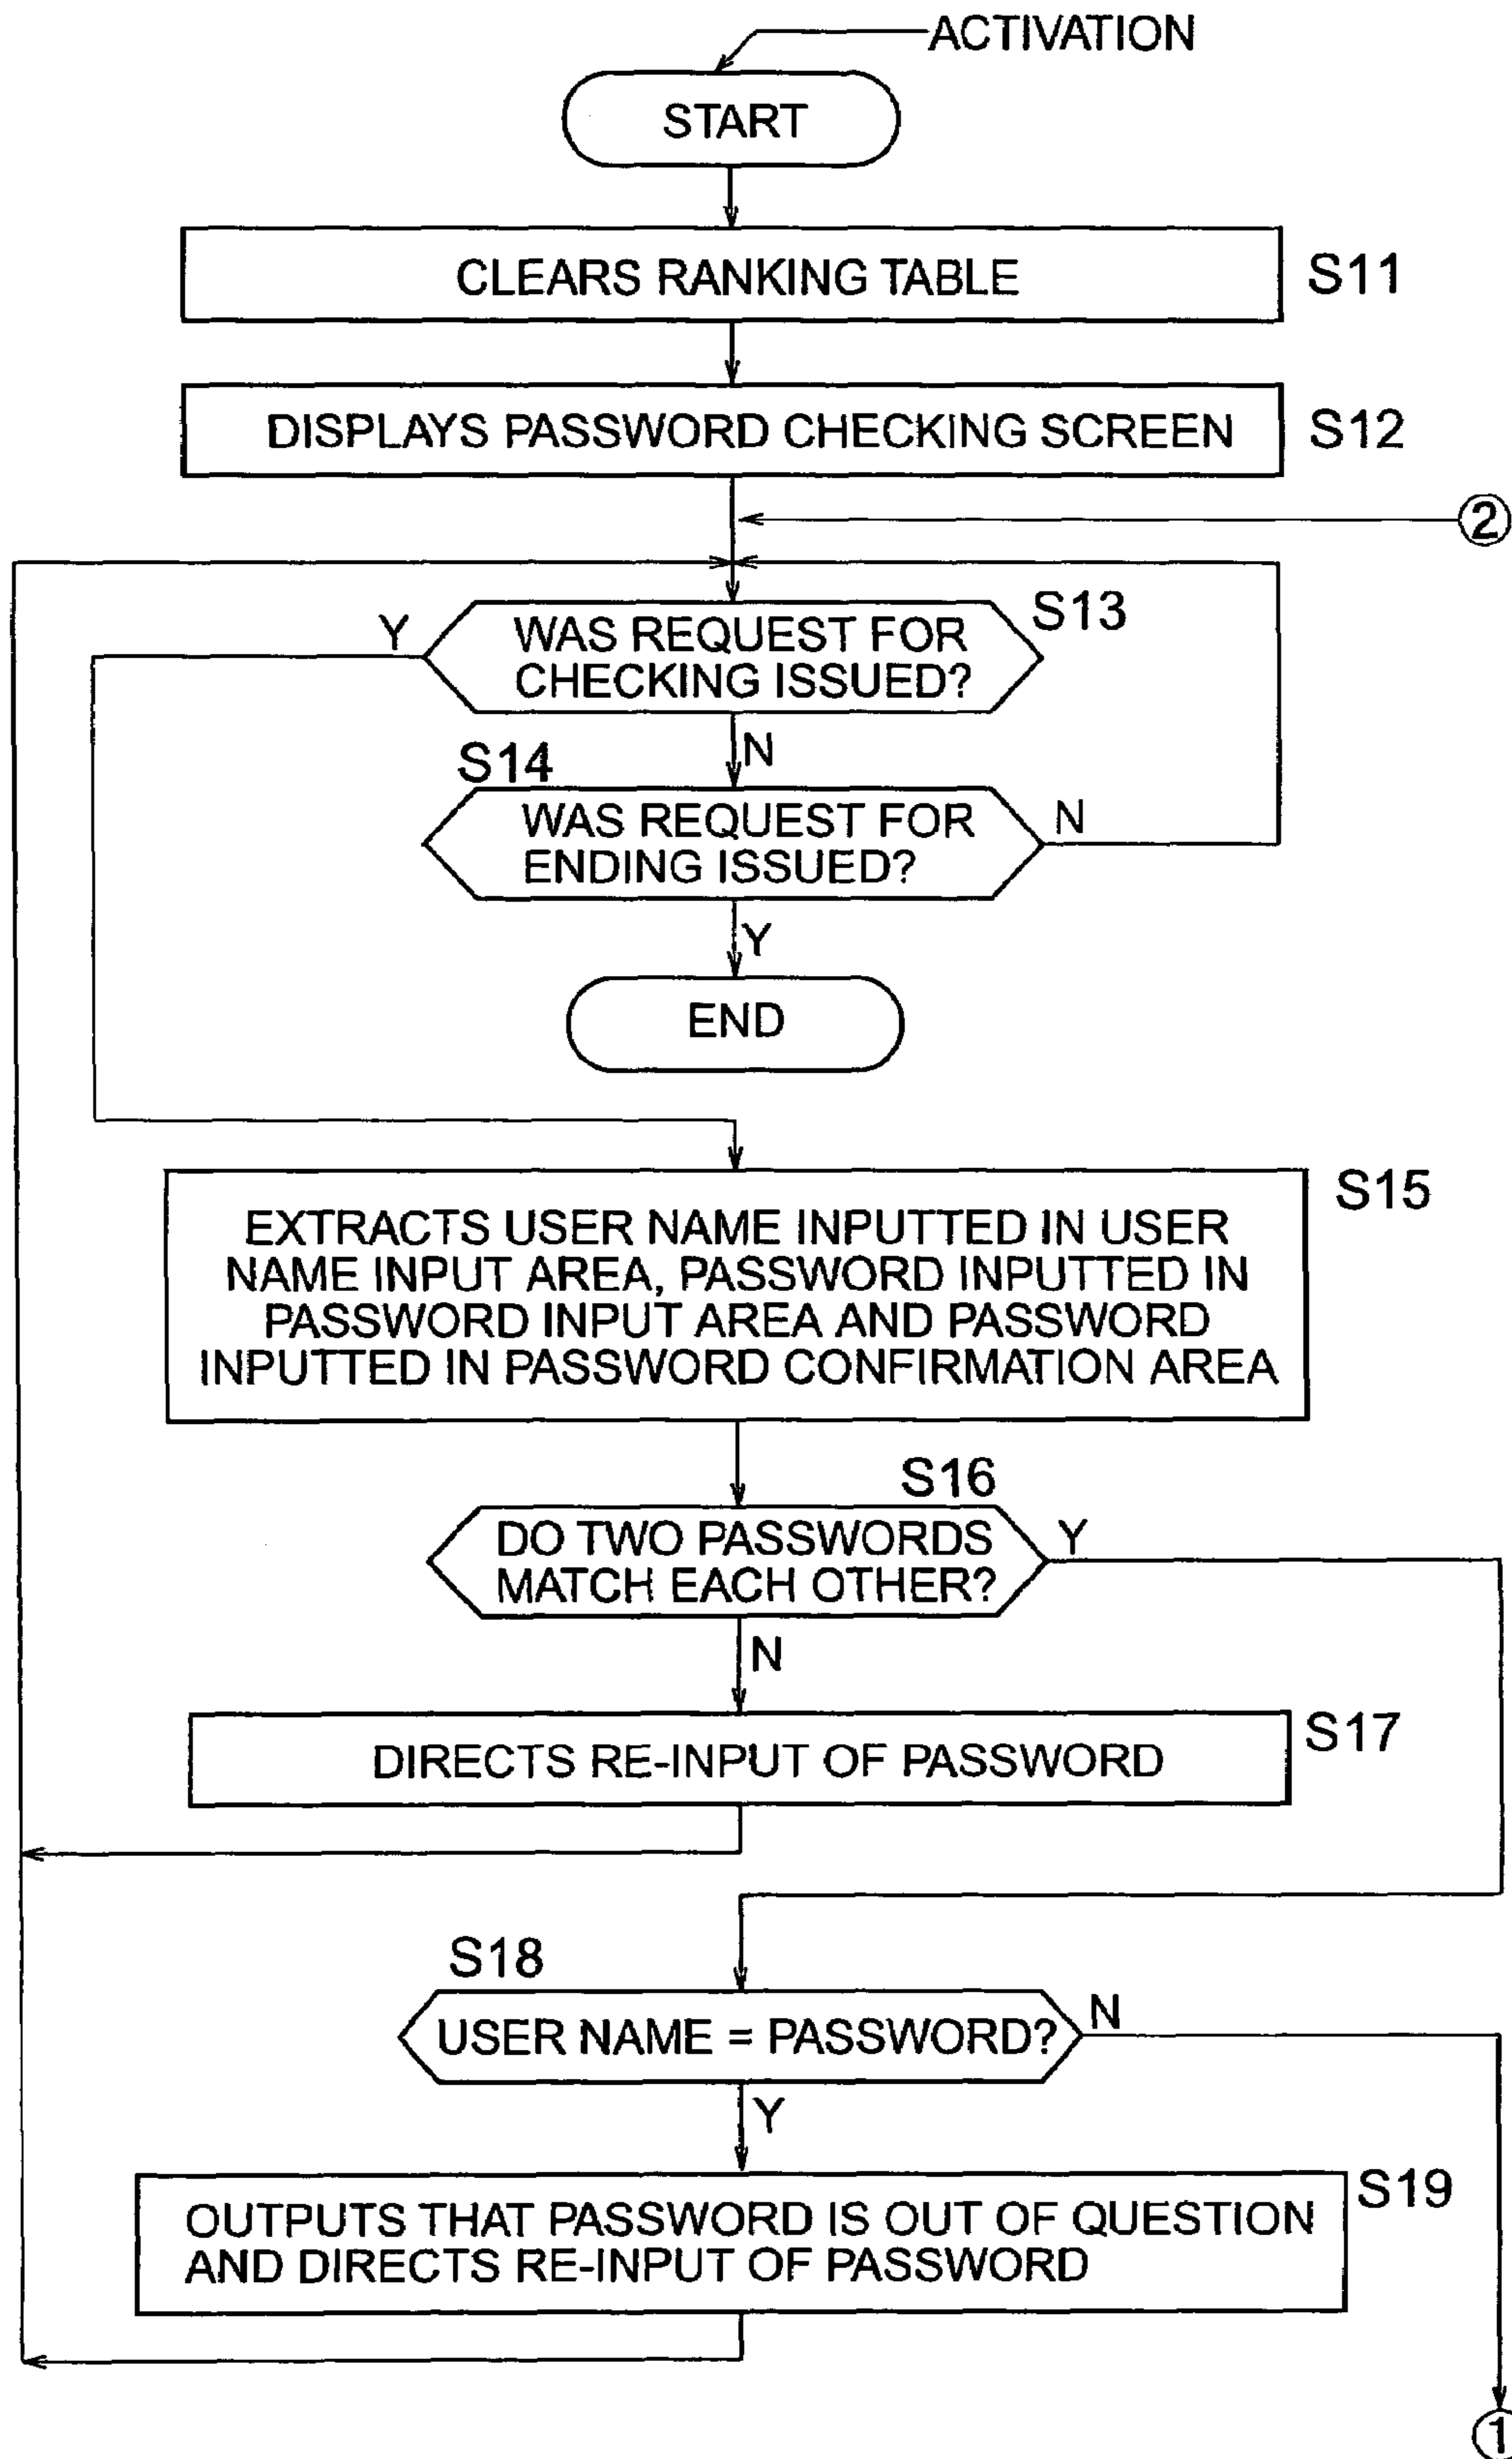 ACTIVATION
START
CLEARS RANKING TABLE
S11
DISPLAYS PASSWORD CHECKING SCREEN
S12
2
S13
Y
WAS REQUEST FOR
CHECKING ISSUED?
N
S14
WAS REQUEST FOR
ENDING ISSUED?
N
Y
END
S15
EXTRACTS USER NAME INPUTTED IN USER
NAME INPUT AREA, PASSWORD INPUTTED IN
PASSWORD INPUT AREA AND PASSWORD
INPUTTED IN PASSWORD CONFIRMATION AREA
S16
DO TWO PASSWORDS
MATCH EACH OTHER?
Y
N
S17
DIRECTS RE-INPUT OF PASSWORD
S18
USER NAME = PASSWORD?
N
Y
S19
OUTPUTS THAT PASSWORD IS OUT OF QUESTION
AND DIRECTS RE-INPUT OF PASSWORD
1